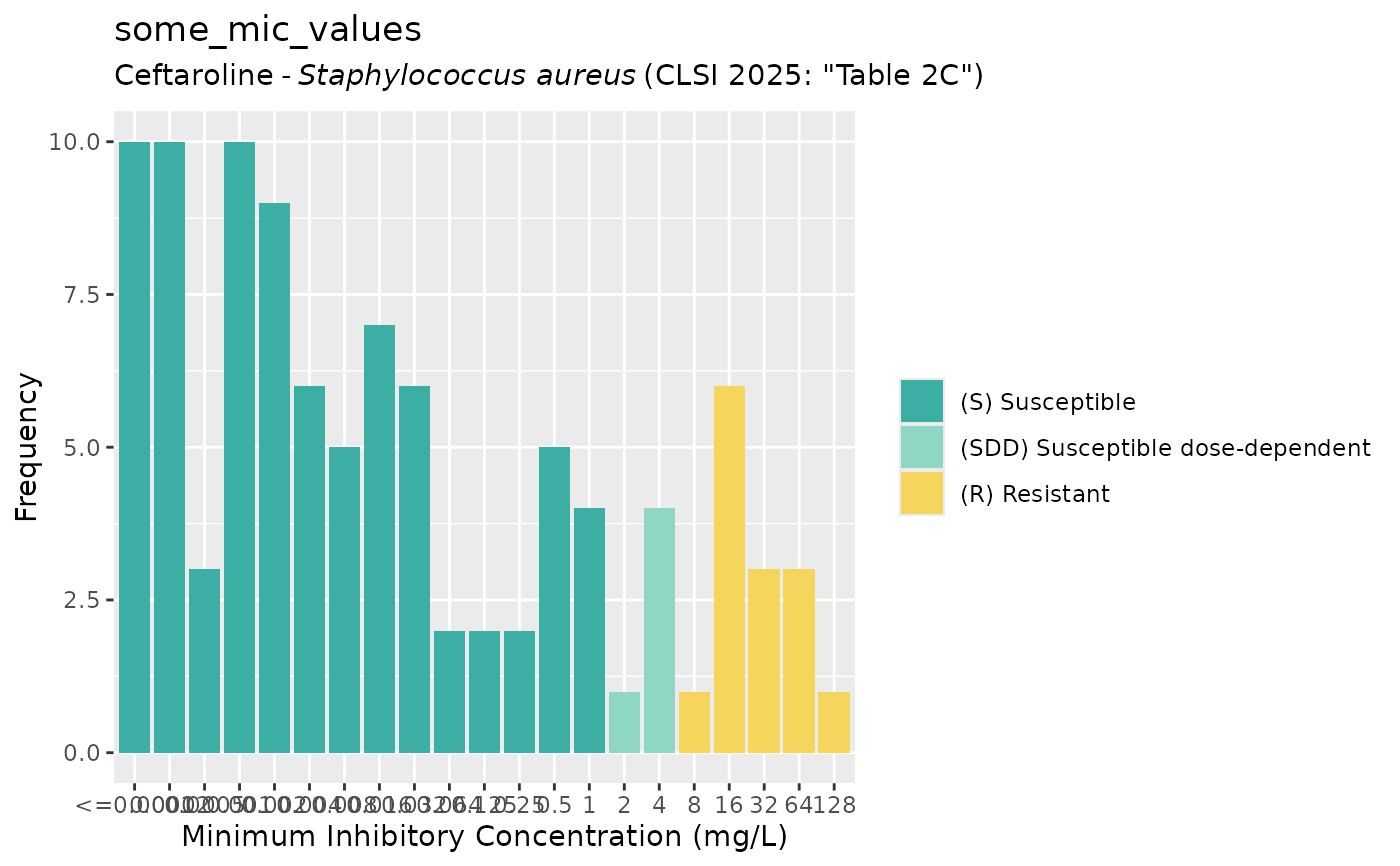 some_mic_values
Ceftaroline - Staphylococcus aureus (CLSI 2025: "Table 2C")
10.0
7.5
5.0
2.5
0.0
Frequency
0.5 1 2 4 8 16 32 64 128
Minimum Inhibitory Concentration (mg/L)
(S) Susceptible
(SDD) Susceptible dose-dependent
(R) Resistant